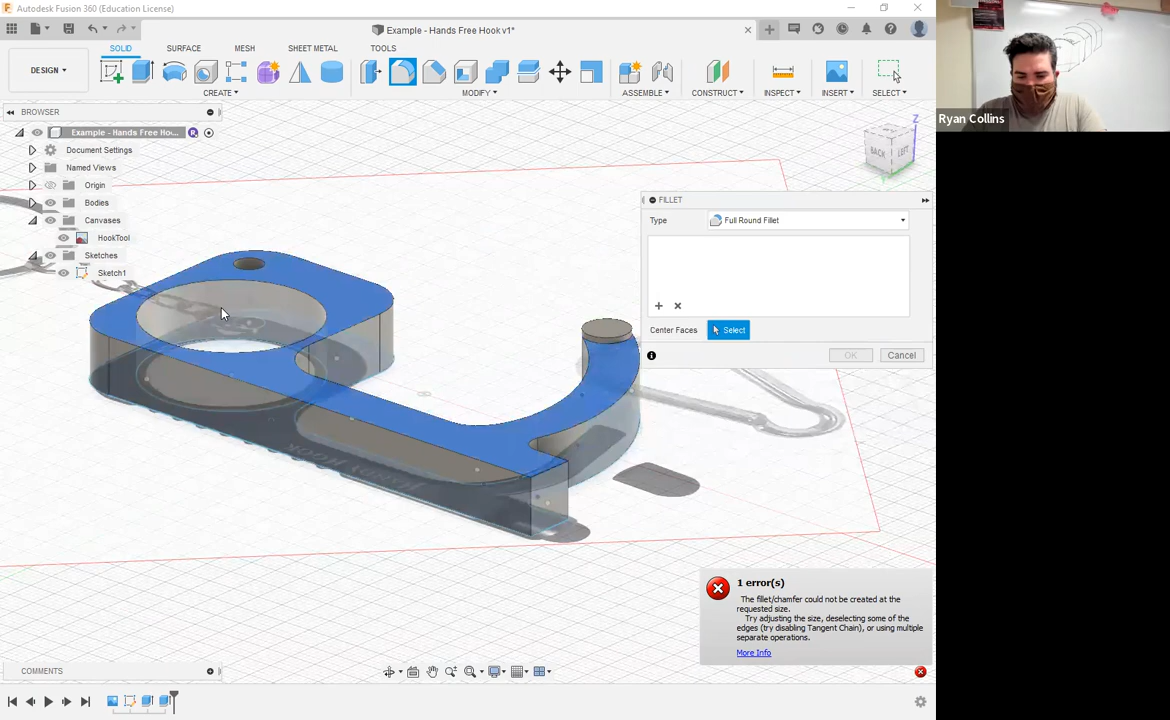 Autodesk Fusion 360 (Education License)
Example - Hands Free Hook v1*
SOLID SURFACE MESH SHEET METAL TOOLS
DESIGN
CREATE MODIFY ASSEMBLE CONSTRUCT INSPECT INSERT SELECT
BROWSER
Example - Hands Free Ho...
Document Settings
Named Views
Origin
Bodies
Canvases
HookTool
Sketches
Sketch1
Z
BACK LEFT
FILLET
Type Full Round Fillet
Center Faces Select
OK Cancel
HANDY HOOK
1 error(s)
The fillet/chamfer could not be created at the
requested size.
Try adjusting the size, deselecting some of the
edges (try disabling Tangent Chain), or using multiple
separate operations.
More Info
COMMENTS
Ryan Collins